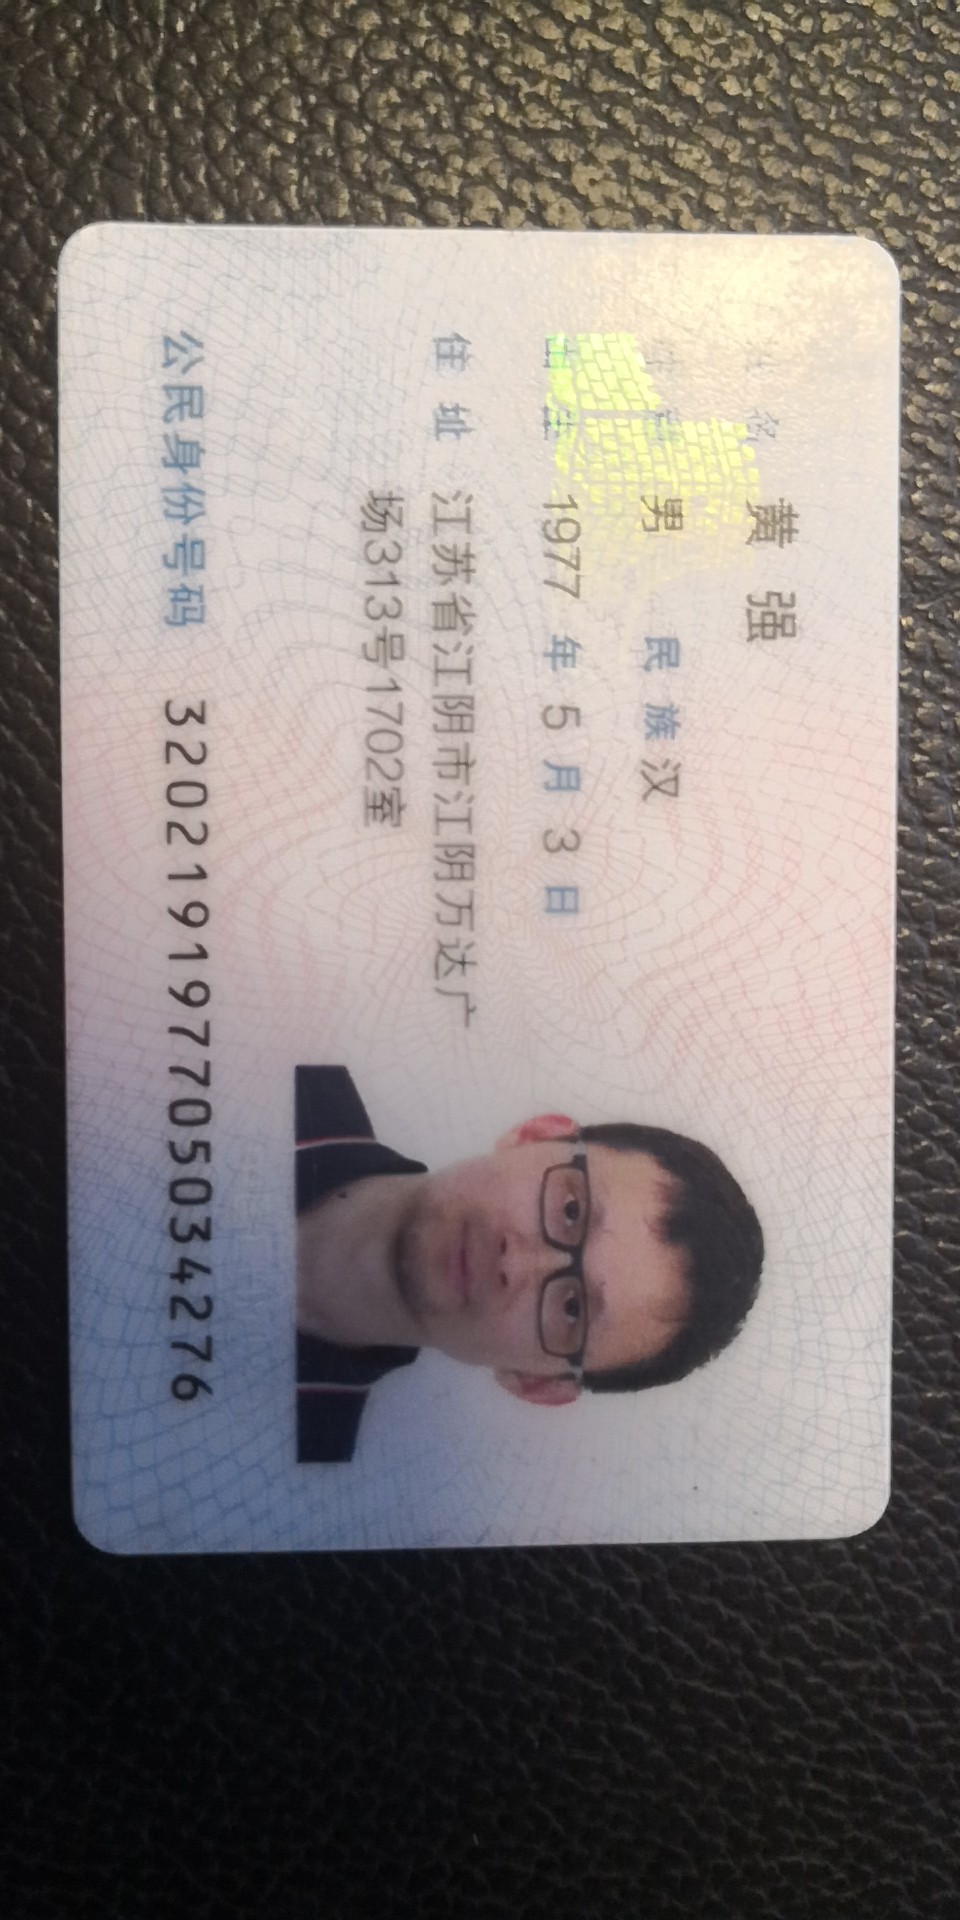 姓名 黄强
性别 男 民族 汉
出生 1977 年 5 月 3 日
住址 江苏省江阴市江阴万达广
场313号1702室
公民身份号码 320219197705034276